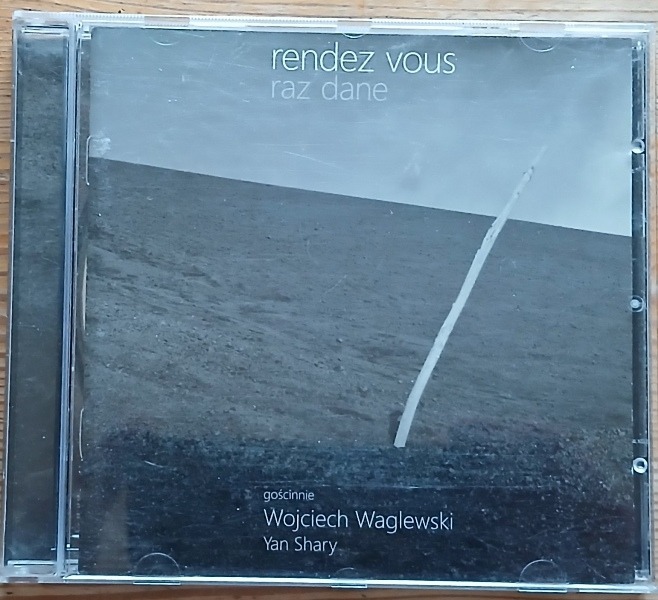 rendez vous
raz dane
gościnnie
Wojciech Waglewski
Yan Shary